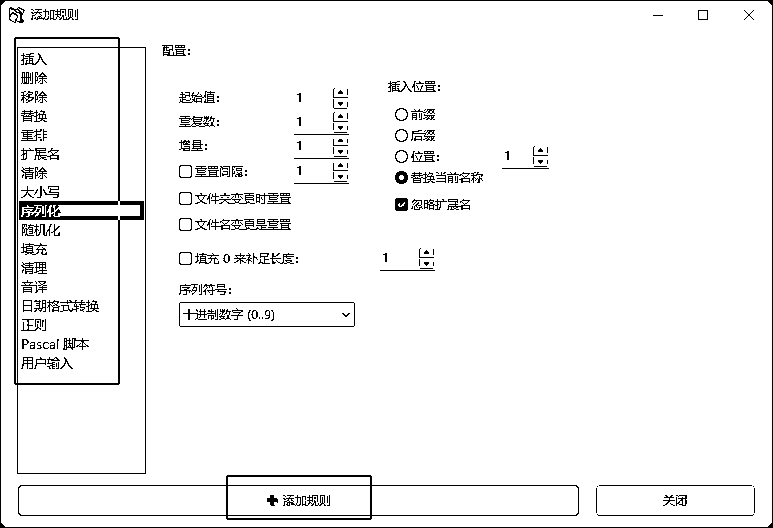 添加规则
插入
删除
移除
替换
重排
扩展名
清除
大小写
序列化
随机化
填充
清理
音译
日期格式转换
正则
Pascal 脚本
用户输入
配置：
起始值： 1
重复数： 1
增量： 1
重置间隔： 1
文件夹变更时重置
文件名变更是重置
填充 0 来补足长度： 1
序列符号：
十进制数字 (0..9)
插入位置：
前缀
后缀
位置： 1
替换当前名称
忽略扩展名
添加规则
关闭